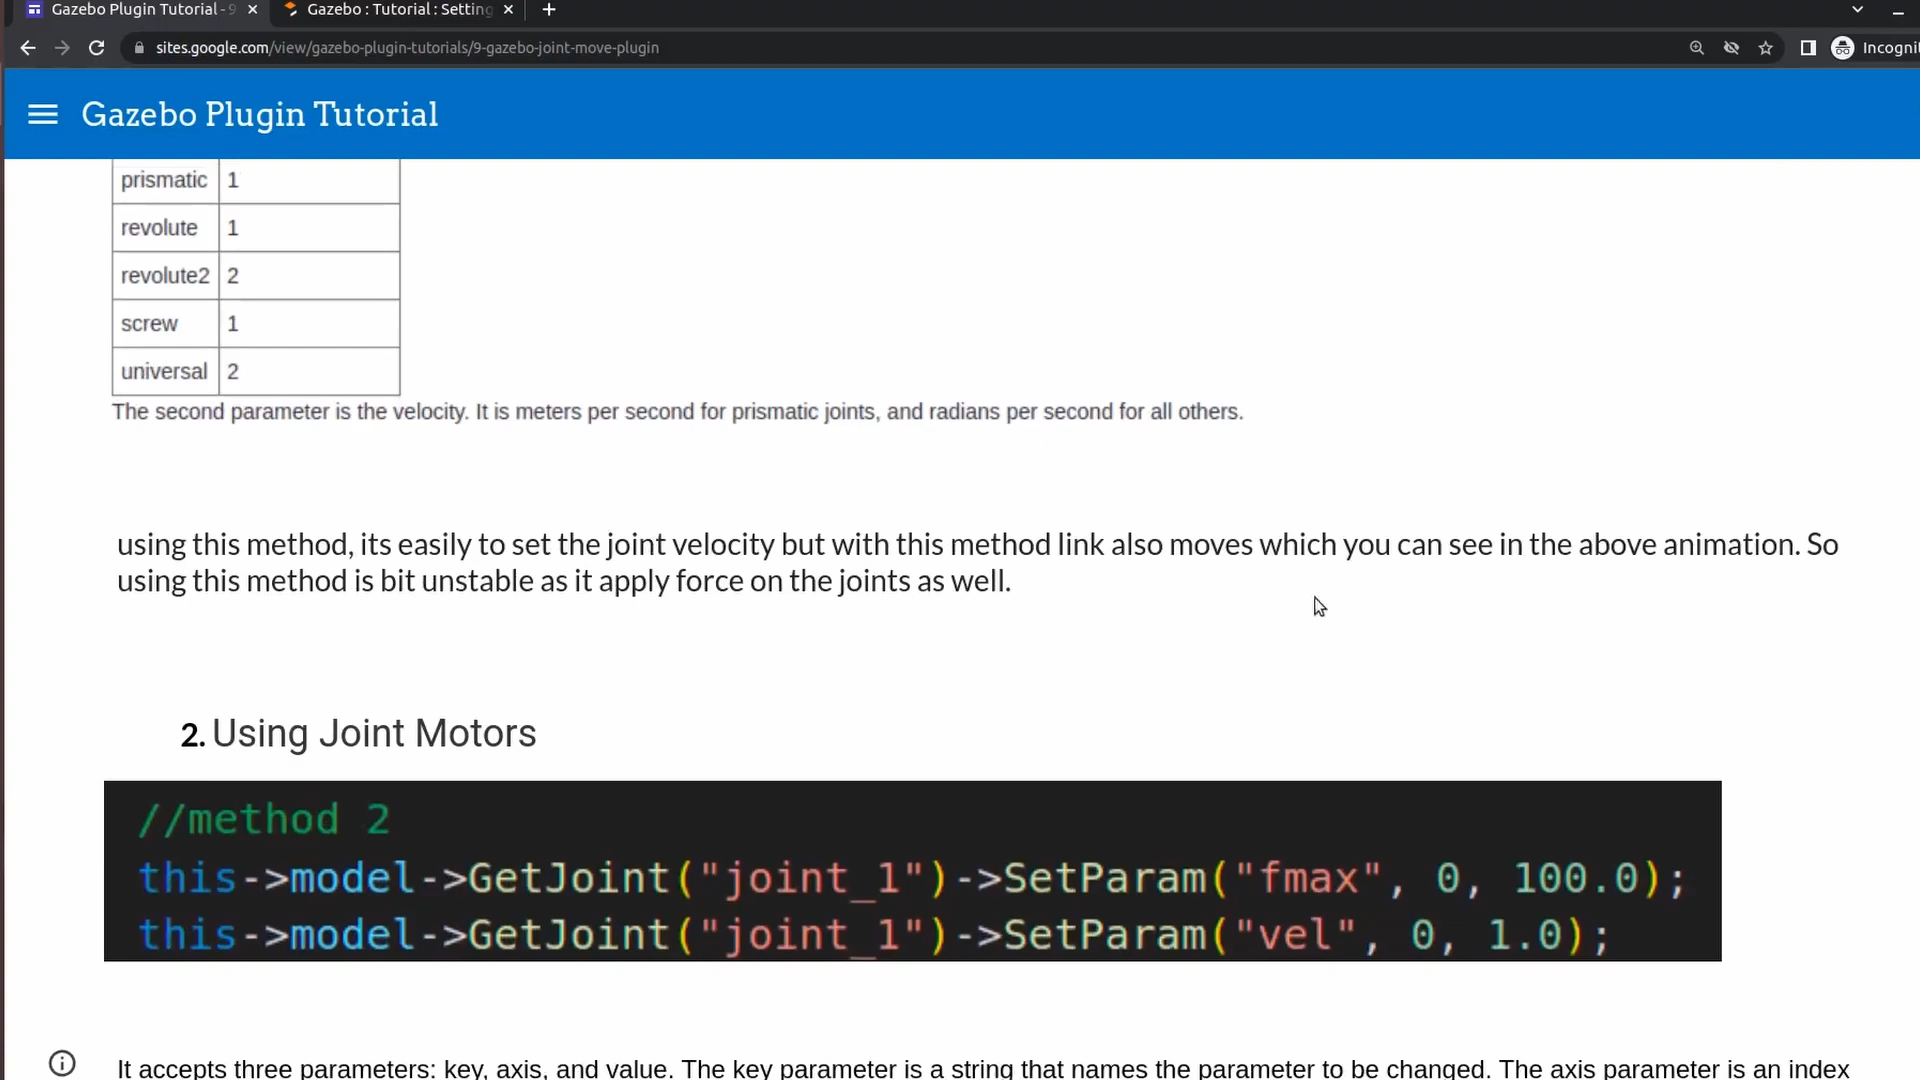 Gazebo Plugin Tutorial - 9
Gazebo : Tutorial : Setting
sites.google.com/view/gazebo-plugin-tutorials/9-gazebo-joint-move-plugin
Incogni
Gazebo Plugin Tutorial
prismatic 1
revolute 1
revolute2 2
screw 1
universal 2
The second parameter is the velocity. It is meters per second for prismatic joints, and radians per second for all others.
using this method, its easily to set the joint velocity but with this method link also moves which you can see in the above animation. So
using this method is bit unstable as it apply force on the joints as well.
2. Using Joint Motors
//method 2
this->model->GetJoint("joint_1")->SetParam("fmax", 0, 100.0);
this->model->GetJoint("joint_1")->SetParam("vel", 0, 1.0);
It accepts three parameters: key, axis, and value. The key parameter is a string that names the parameter to be changed. The axis parameter is an index